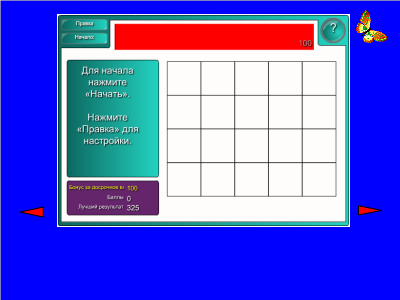 Правка
Начало
100
?
Для начала
нажмите
«Начать».
Нажмите
«Правка» для
настройки.
Бонус за досрочное вı 100
Баллы 0
Лучший результат 325